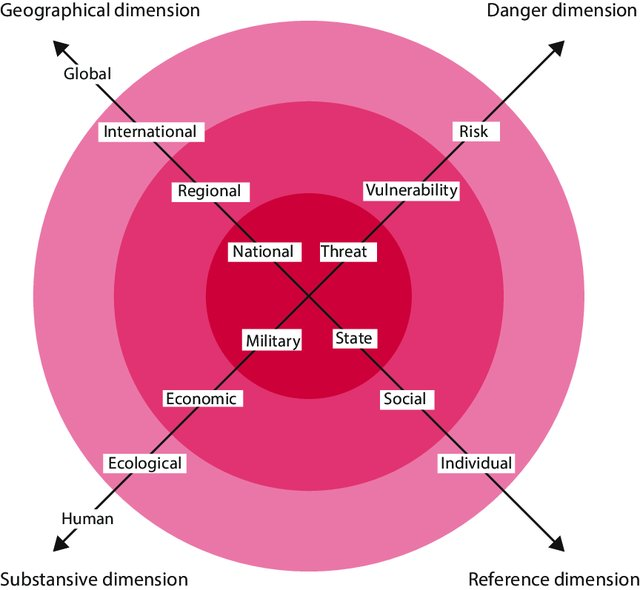 Geographical dimension
Danger dimension
Global
International
Risk
Regional
Vulnerability
National
Threat
Military
State
Economic
Social
Ecological
Individual
Human
Substansive dimension
Reference dimension